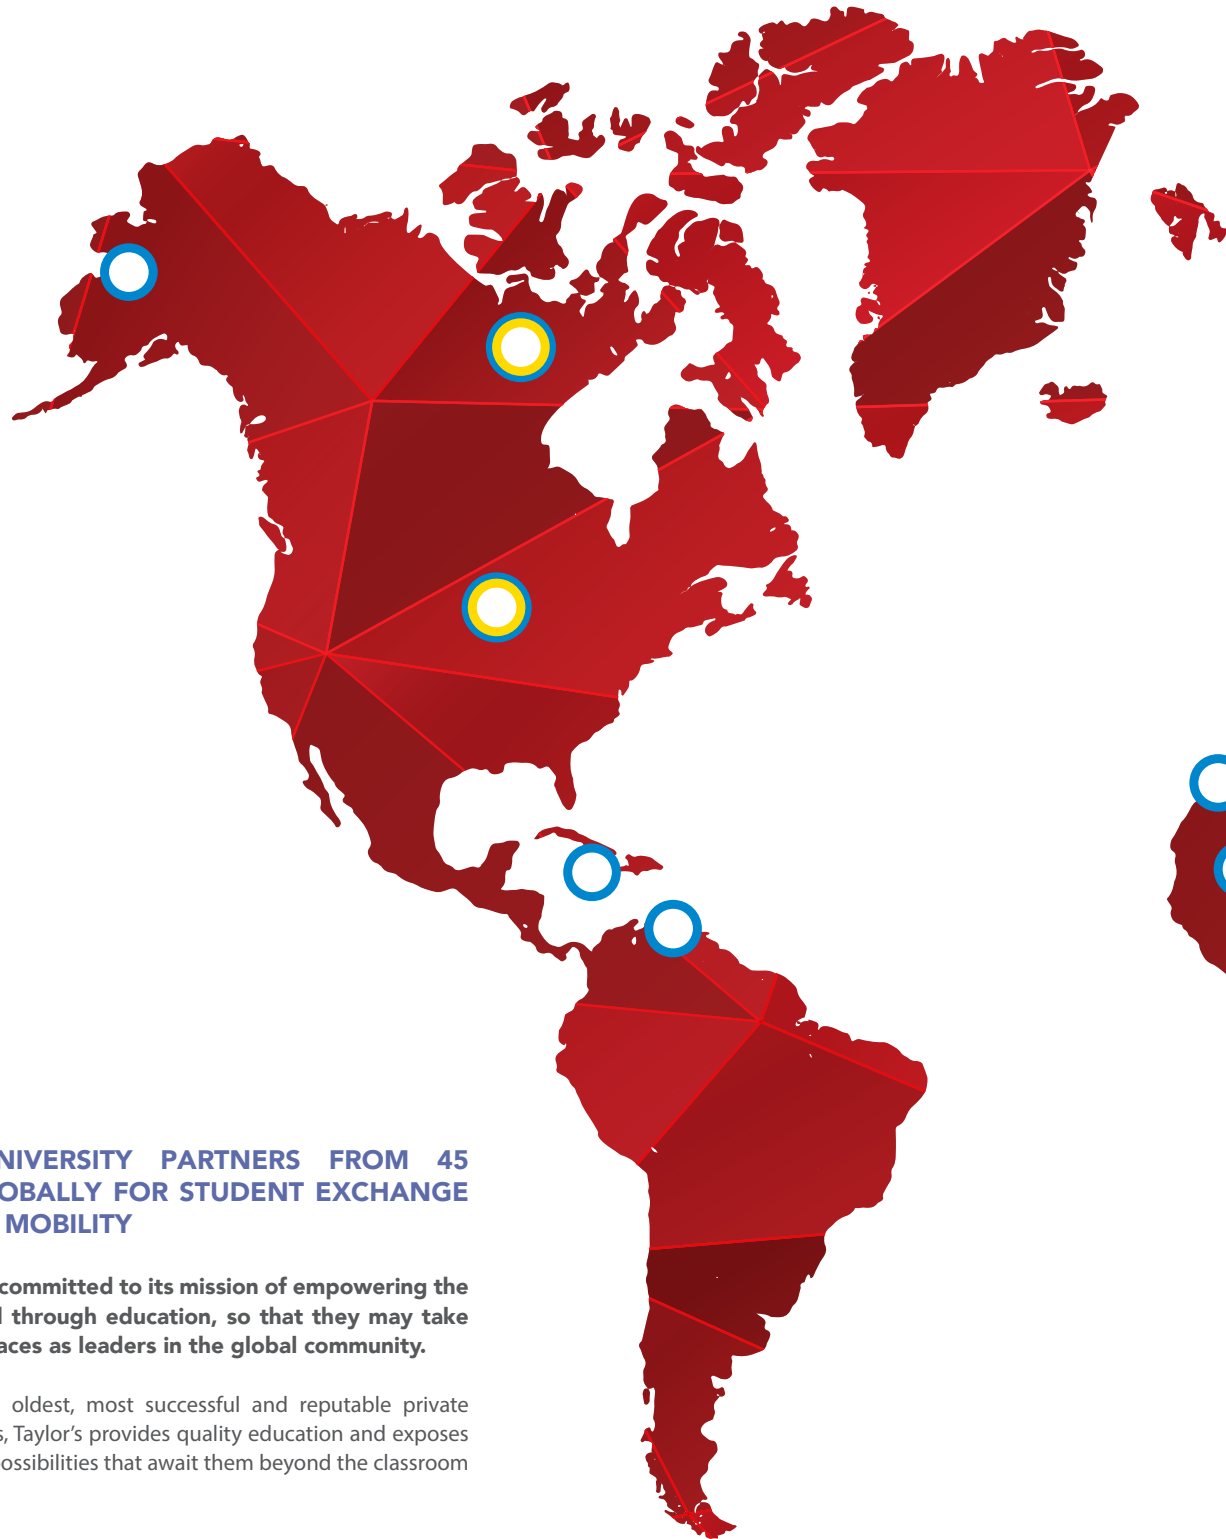 NIVERSITY PARTNERS FROM 45
OBALLY FOR STUDENT EXCHANGE
MOBILITY
committed to its mission of empowering the
through education, so that they may take
aces as leaders in the global community.
oldest, most successful and reputable private
s, Taylor's provides quality education and exposes
ossibilities that await them beyond the classroom